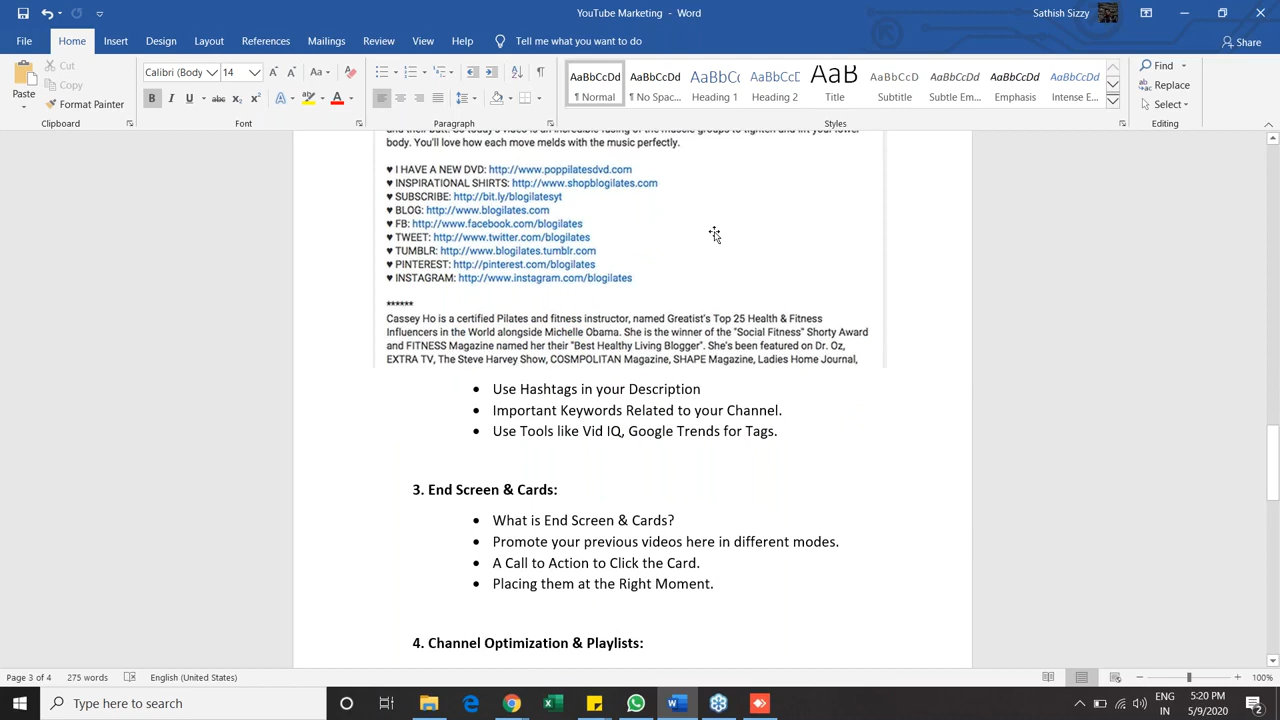 YouTube Marketing - Word
Sathish Sizzy
File Home Insert Design Layout References Mailings Review View Help Tell me what you want to do Share
Paste
Cut
Copy
Format Painter
Clipboard
Calibri (Body 14
Font
Paragraph
AaBbCcDd AaBbCcDd AaBbC AaBbCcD AaB AaBbCcD AaBbCcDd AaBbCcDd AaBbCcDd
¶ Normal ¶ No Spac... Heading 1 Heading 2 Title Subtitle Subtle Em... Emphasis Intense E...
Styles
Find
Replace
Select
Editing
body. You'll love how each move melds with the music perfectly.
♥ I HAVE A NEW DVD: http://www.poppilatesdvd.com
♥ INSPIRATIONAL SHIRTS: http://www.shopblogilates.com
♥ SUBSCRIBE: http://bit.ly/blogilatesyt
♥ BLOG: http://www.blogilates.com
♥ FB: http://www.facebook.com/blogilates
♥ TWEET: http://www.twitter.com/blogilates
♥ TUMBLR: http://www.blogilates.tumblr.com
♥ PINTEREST: http://pinterest.com/blogilates
♥ INSTAGRAM: http://www.instagram.com/blogilates
******
Cassey Ho is a certified Pilates and fitness instructor, named Greatist's Top 25 Health & Fitness
Influencers in the World alongside Michelle Obama. She is the winner of the "Social Fitness" Shorty Award
and FITNESS Magazine named her their "Best Healthy Living Blogger". She's been featured on Dr. Oz,
EXTRA TV, The Steve Harvey Show, COSMPOLITAN Magazine, SHAPE Magazine, Ladies Home Journal,
• Use Hashtags in your Description
• Important Keywords Related to your Channel.
• Use Tools like Vid IQ, Google Trends for Tags.
3. End Screen & Cards:
• What is End Screen & Cards?
• Promote your previous videos here in different modes.
• A Call to Action to Click the Card.
• Placing them at the Right Moment.
4. Channel Optimization & Playlists:
Page 3 of 4 275 words English (United States) 100%
Type here to search
ENG
IN
5:20 PM
5/9/2020
2